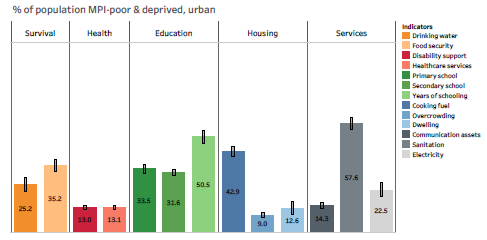 % of population MPI-poor & deprived, urban
Survival Health Education Housing Services
25.2 35.2 13.0 13.1 33.5 31.6 50.5 42.9 9.0 12.6 14.3 57.6 22.5
Indicators
Drinking water
Food security
Disability support
Healthcare services
Primary school
Secondary school
Years of schooling
Cooking fuel
Overcrowding
Dwelling
Communication assets
Sanitation
Electricity